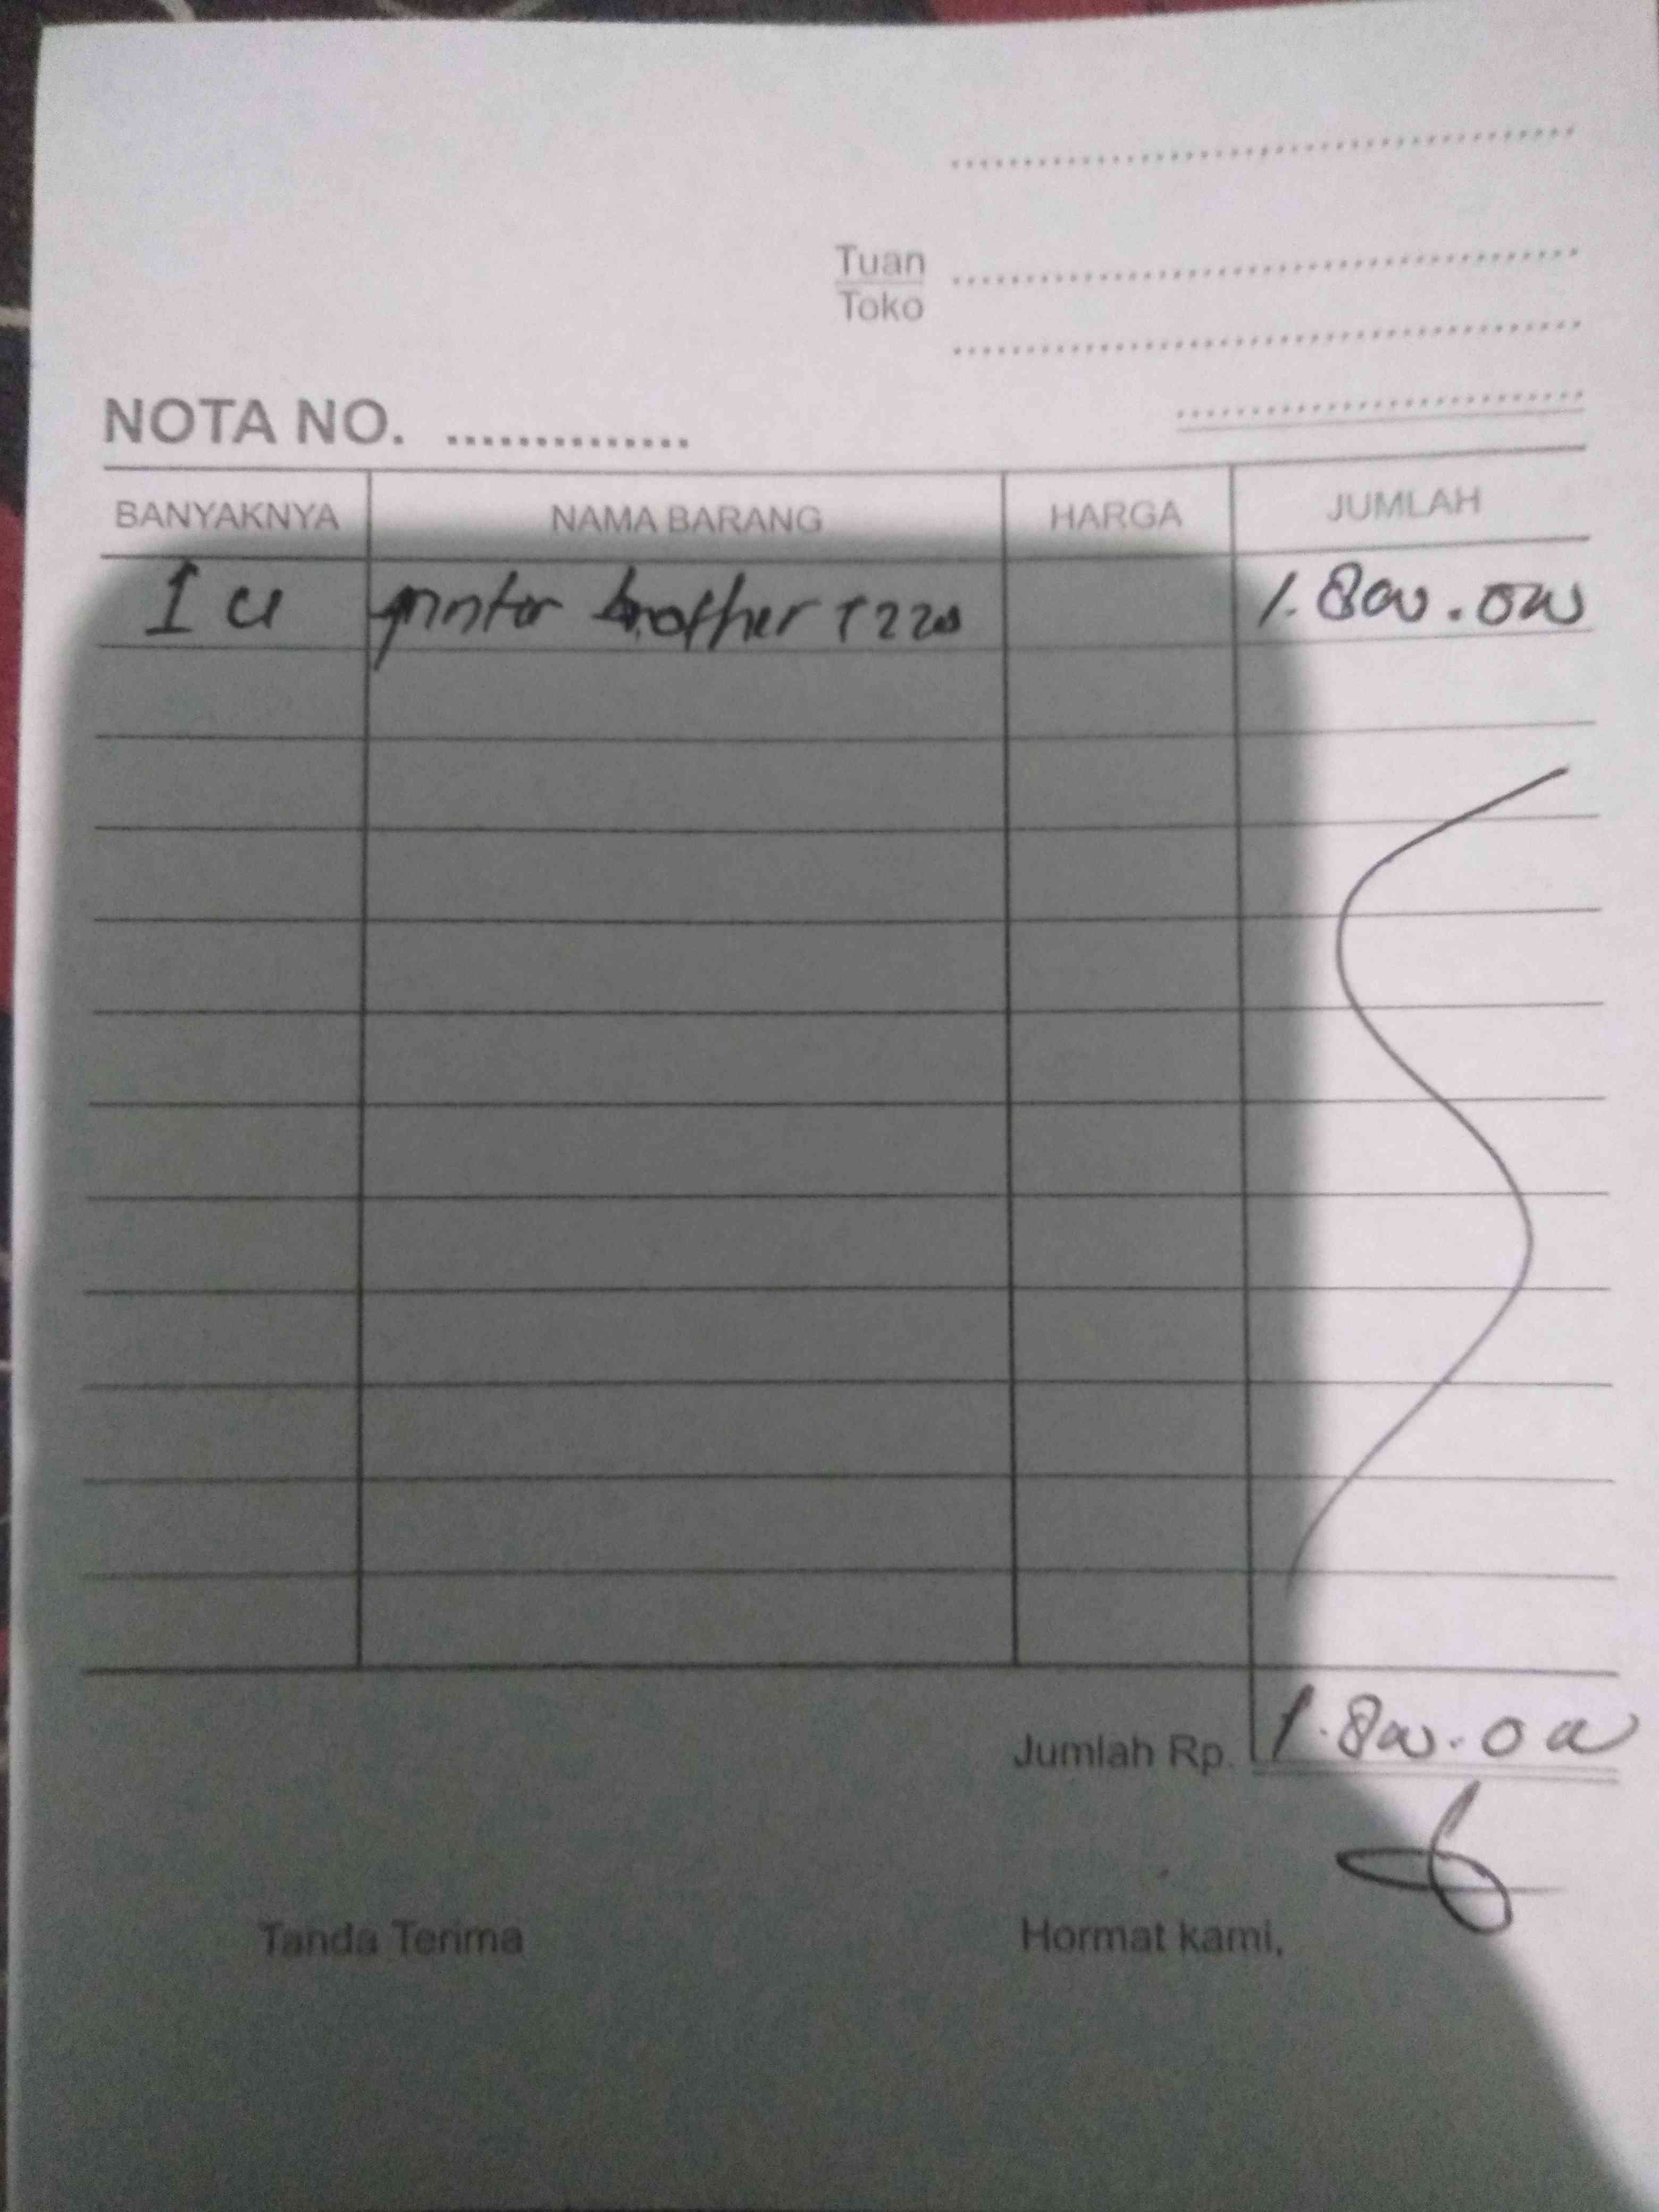 Tuan
Toko
NOTA NO. ..............
BANYAKNYA NAMA BARANG HARGA JUMLAH
1 u printer brother T220 1.800.000
Jumlah Rp. 1.800.000
Tanda Terima Hormat kami,